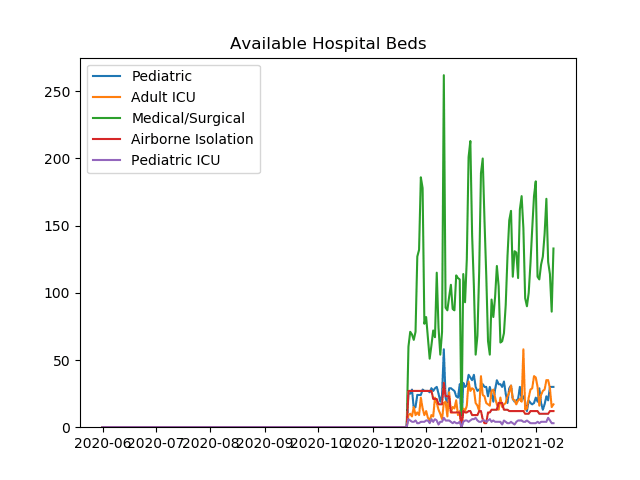 Available Hospital Beds
Pediatric
Adult ICU
Medical/Surgical
Airborne Isolation
Pediatric ICU
250
200
150
100
50
0
2020-06 2020-07 2020-08 2020-09 2020-10 2020-11 2020-12 2021-01 2021-02